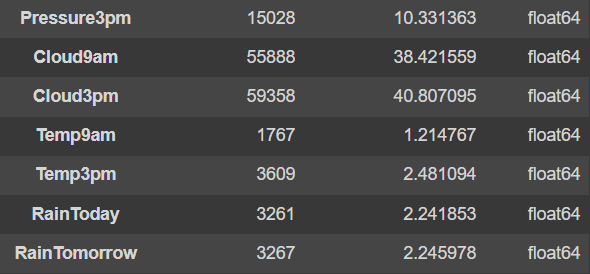 Pressure3pm 15028 10.331363 float64
Cloud9am 55888 38.421559 float64
Cloud3pm 59358 40.807095 float64
Temp9am 1767 1.214767 float64
Temp3pm 3609 2.481094 float64
RainToday 3261 2.241853 float64
RainTomorrow 3267 2.245978 float64